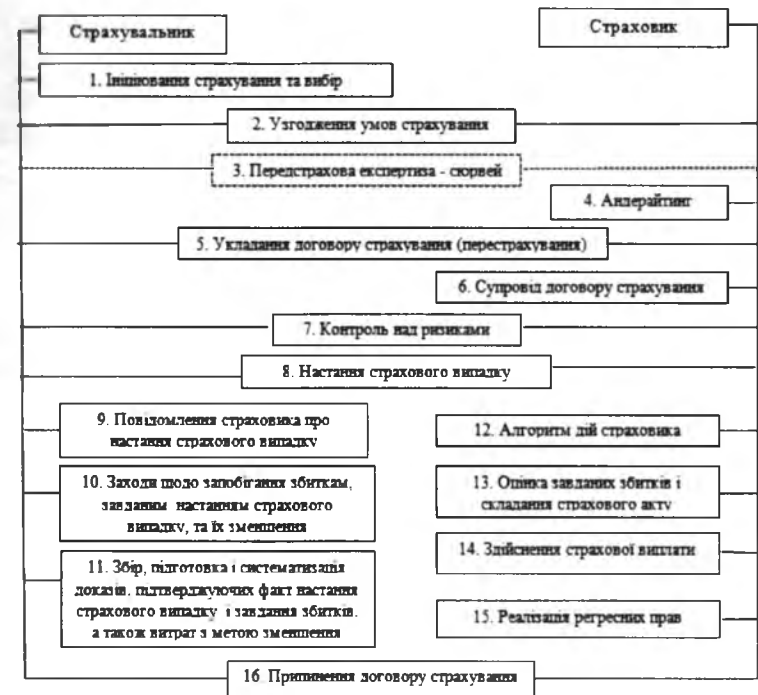 Страхувальник
Страховик
1. Ініціювання страхування та вибір
2. Узгодження умов страхування
3. Передстрахова експертиза - сюрвей
4. Андерайтинг
5. Укладання договору страхування (перестрахування)
6. Супровід договору страхування
7. Контроль над ризиками
8. Настання страхового випадку
9. Повідомлення страховика про
настання страхового випадку
10. Заходи щодо запобігання збиткам,
завданим настанням страхового
випадку, та їх зменшення
11. Збір, підготовка і систематизація
доказів, підтверджуючих факт настання
страхового випадку і завдання збитків,
а також витрат з метою зменшення
12. Алгоритм дій страховика
13. Оцінка завданих збитків і
складання страхового акту
14. Здійснення страхової виплати
15. Реалізація регресних прав
16. Припинення договору страхування